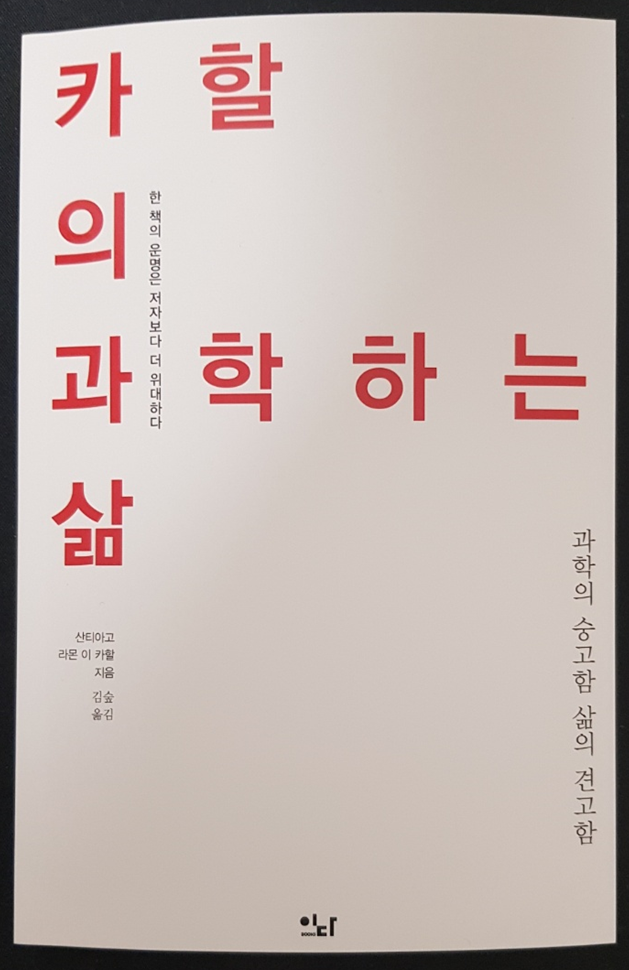 카 할
의
과 학 하 는
삶
한 책의 운명은 저자보다 더 위대하다
과학의 숭고함 삶의 견고함
산티아고
라몬 이 카할
지음
김숲
옮김
이다
BOOKS